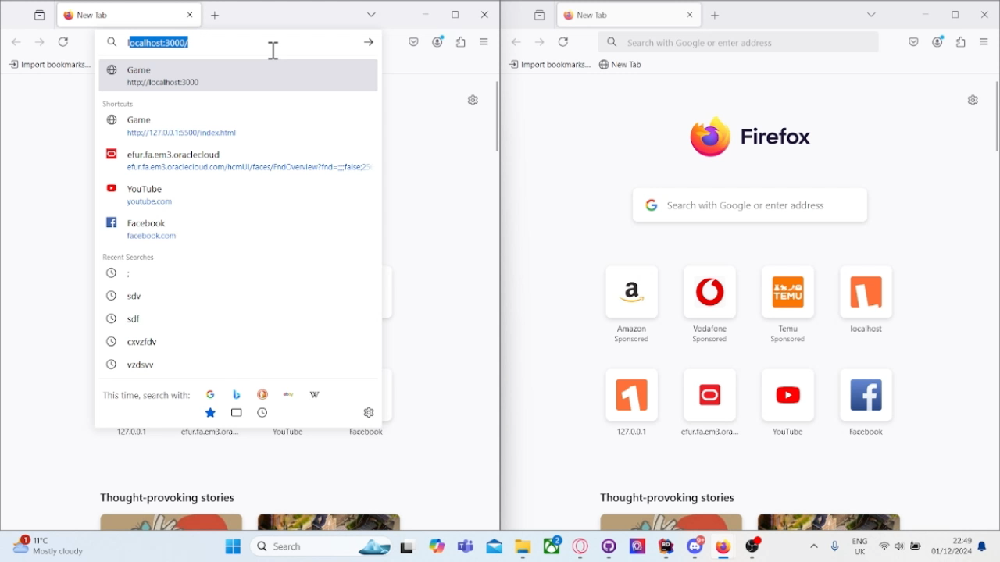 New Tab
localhost:3000/
Import bookmarks...
Game
http://localhost:3000
Shortcuts
Game
http://127.0.0.1:5500/index.html
efur.fa.em3.oraclecloud
efur.fa.em3.oraclecloud.com/hcmUI/faces/FndOverview?fnd=;;;;false;25
YouTube
youtube.com
Facebook
facebook.com
Recent Searches
;
sdv
sdf
cxvzfdv
vzdsvv
This time, search with:
ebay
W
127.0.0.1
efur.fa.em3.ora...
YouTube
Facebook
Thought-provoking stories
New Tab
Search with Google or enter address
Import bookmarks...
New Tab
Firefox
Search with Google or enter address
a
TEMU
Amazon
Sponsored
Vodafone
Sponsored
Temu
Sponsored
localhost
127.0.0.1
efur.fa.em3.ora...
YouTube
Facebook
Thought-provoking stories
1
11°C
Mostly cloudy
Search
2
RD
9+
ENG
UK
22:49
01/12/2024